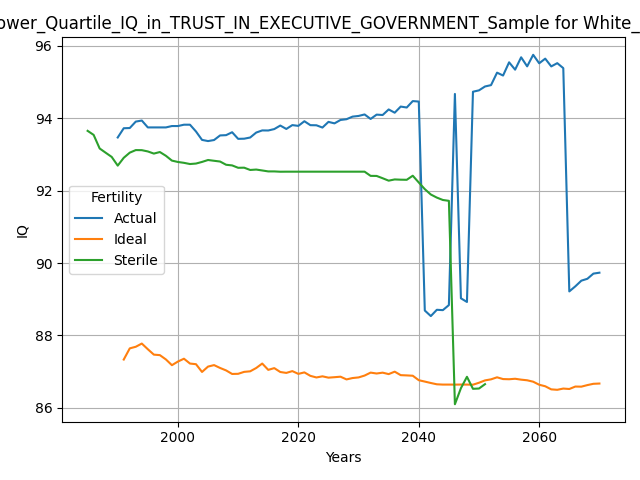 ower_Quartile_IQ_in_TRUST_IN_EXECUTIVE_GOVERNMENT_Sample for White_
96
94
92
90
88
86
IQ
Fertility
Actual
Ideal
Sterile
2000
2020
2040
2060
Years